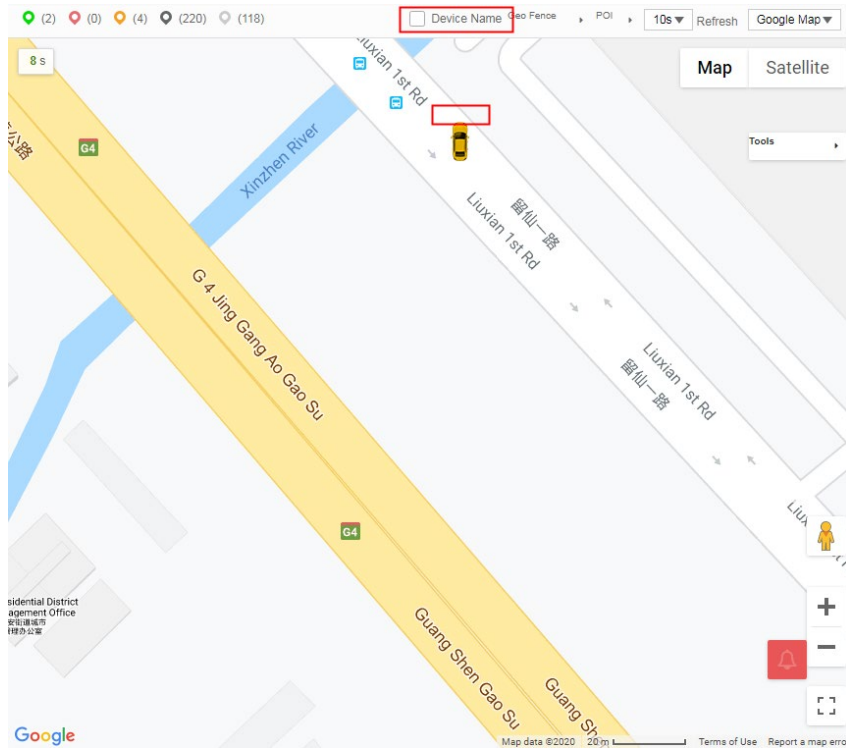 (2) (0) (4) (220) (118) Device Name Geo Fence POI 10s Refresh Google Map
8 s
Map Satellite
Tools
Liuxian 1st Rd
G4
Xinzhen River
Liuxian 1st Rd
留仙一路
G 4 Jing Gang Ao Gao Su
Liuxian 1st Rd
留仙一路
G4
sidential District
agement Office
Guang Shen Gao Su
Guang Sh
Google
Map data ©2020 20 m Terms of Use Report a map erro